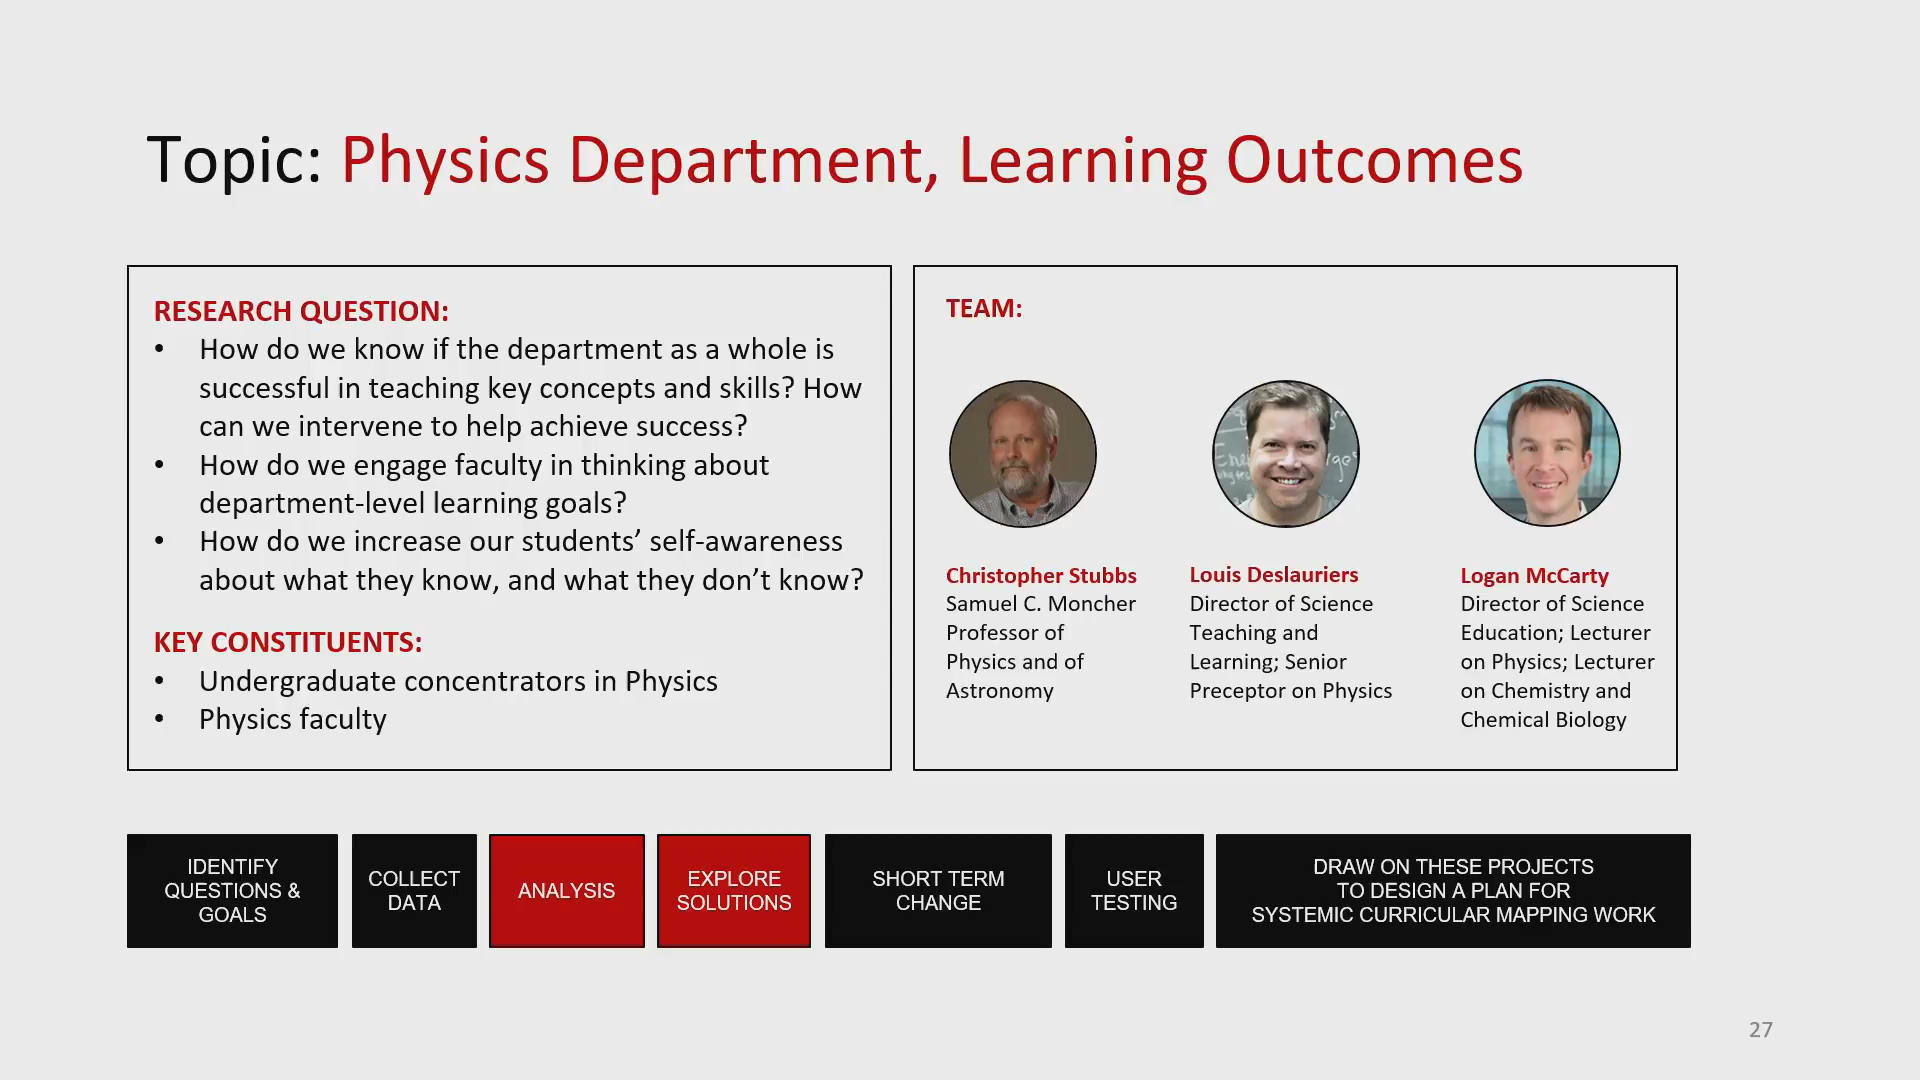 Topic: Physics Department, Learning Outcomes
RESEARCH QUESTION:
• How do we know if the department as a whole is
successful in teaching key concepts and skills? How
can we intervene to help achieve success?
• How do we engage faculty in thinking about
department-level learning goals?
• How do we increase our students’ self-awareness
about what they know, and what they don’t know?
KEY CONSTITUENTS:
• Undergraduate concentrators in Physics
• Physics faculty
TEAM:
Christopher Stubbs
Samuel C. Moncher
Professor of
Physics and of
Astronomy
Louis Deslauriers
Director of Science
Teaching and
Learning; Senior
Preceptor on Physics
Logan McCarty
Director of Science
Education; Lecturer
on Physics; Lecturer
on Chemistry and
Chemical Biology
IDENTIFY
QUESTIONS &
GOALS
COLLECT
DATA
ANALYSIS
EXPLORE
SOLUTIONS
SHORT TERM
CHANGE
USER
TESTING
DRAW ON THESE PROJECTS
TO DESIGN A PLAN FOR
SYSTEMIC CURRICULAR MAPPING WORK
27